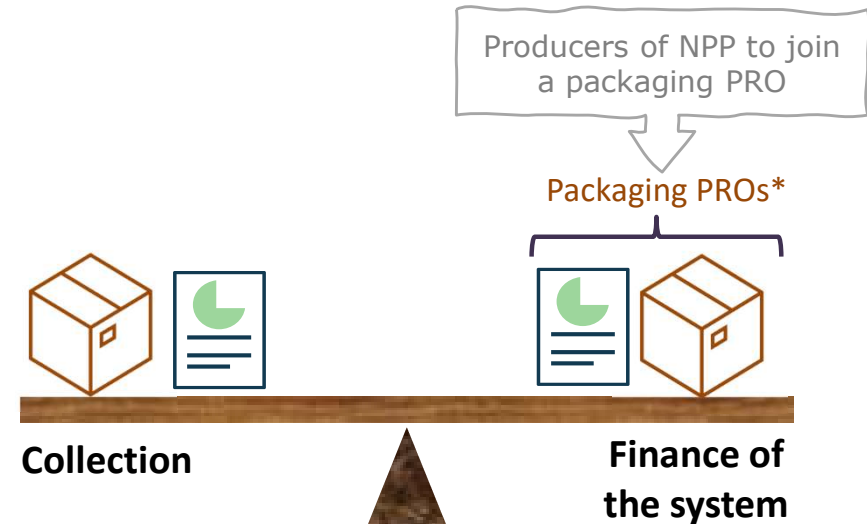 Producers of NPP to join
a packaging PRO
Packaging PROs*
Collection
Finance of
the system